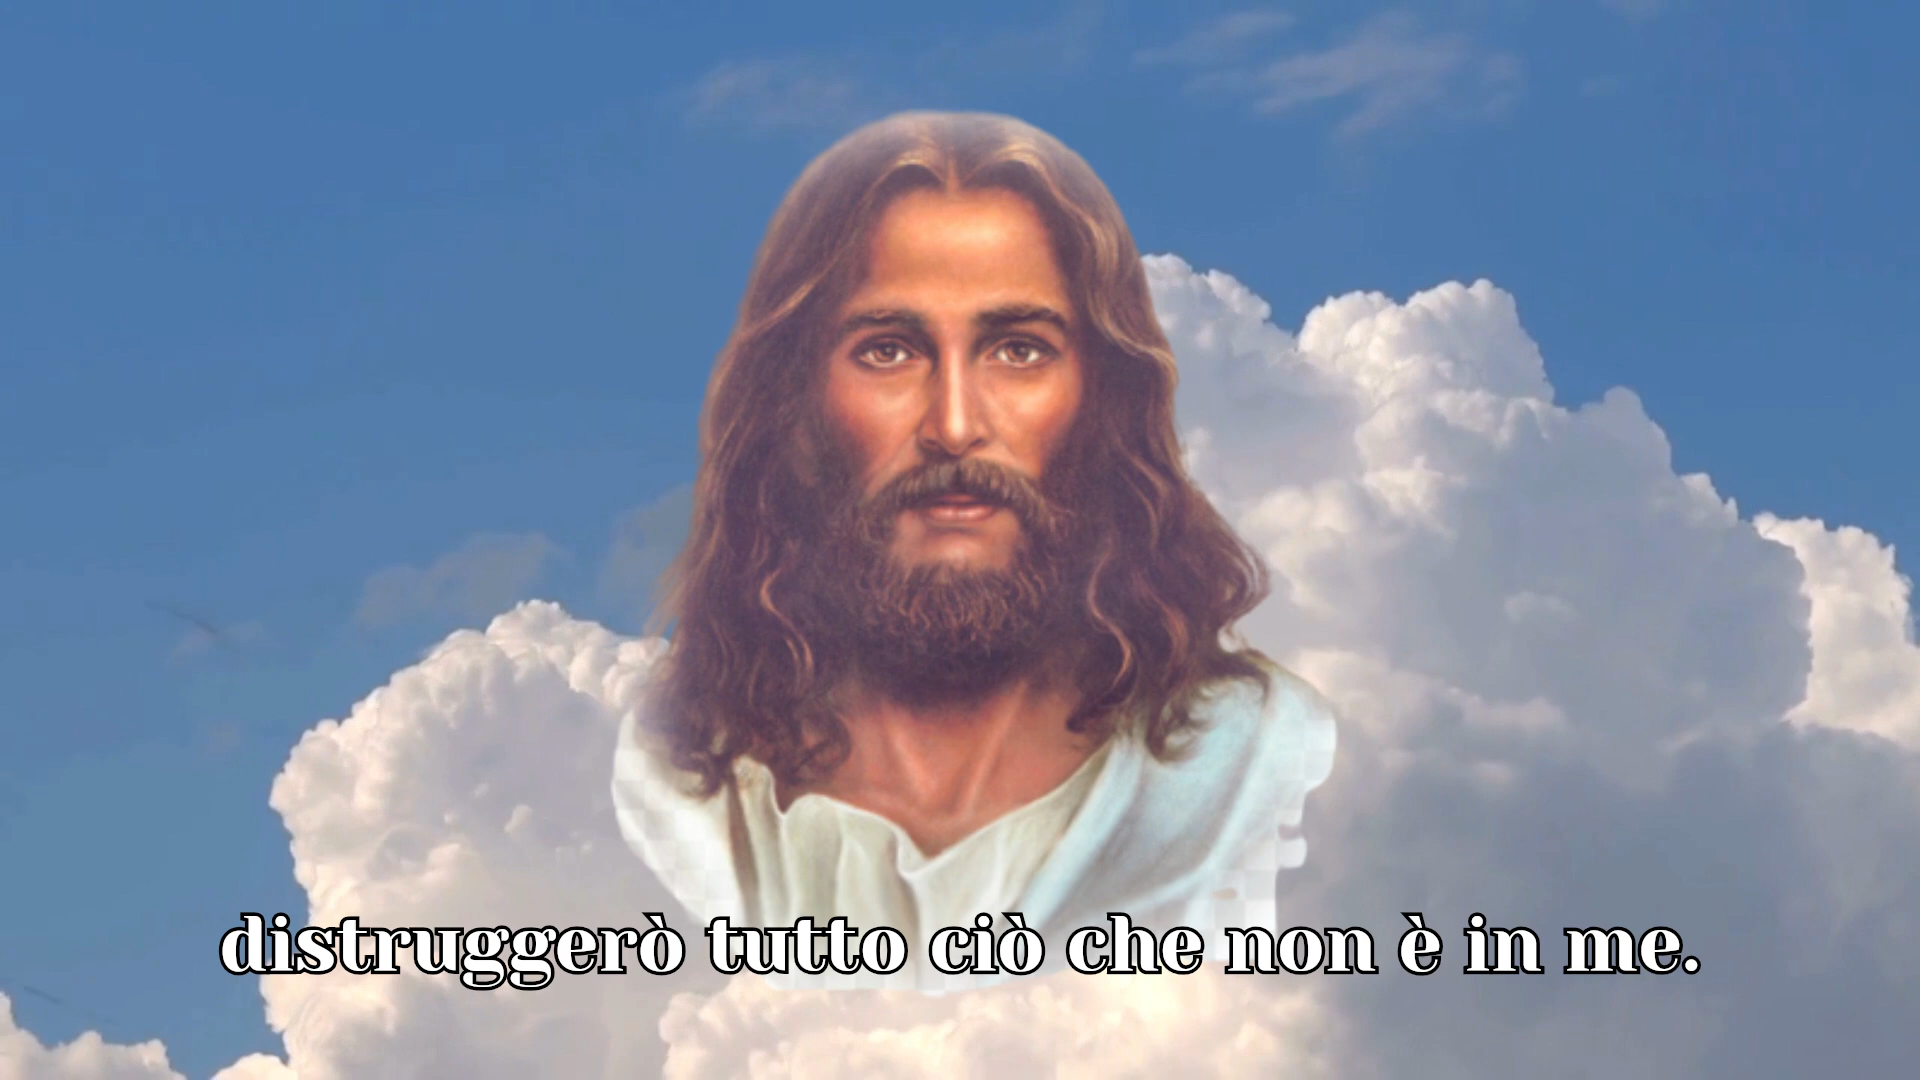 distruggerò tutto ciò che non è in me.